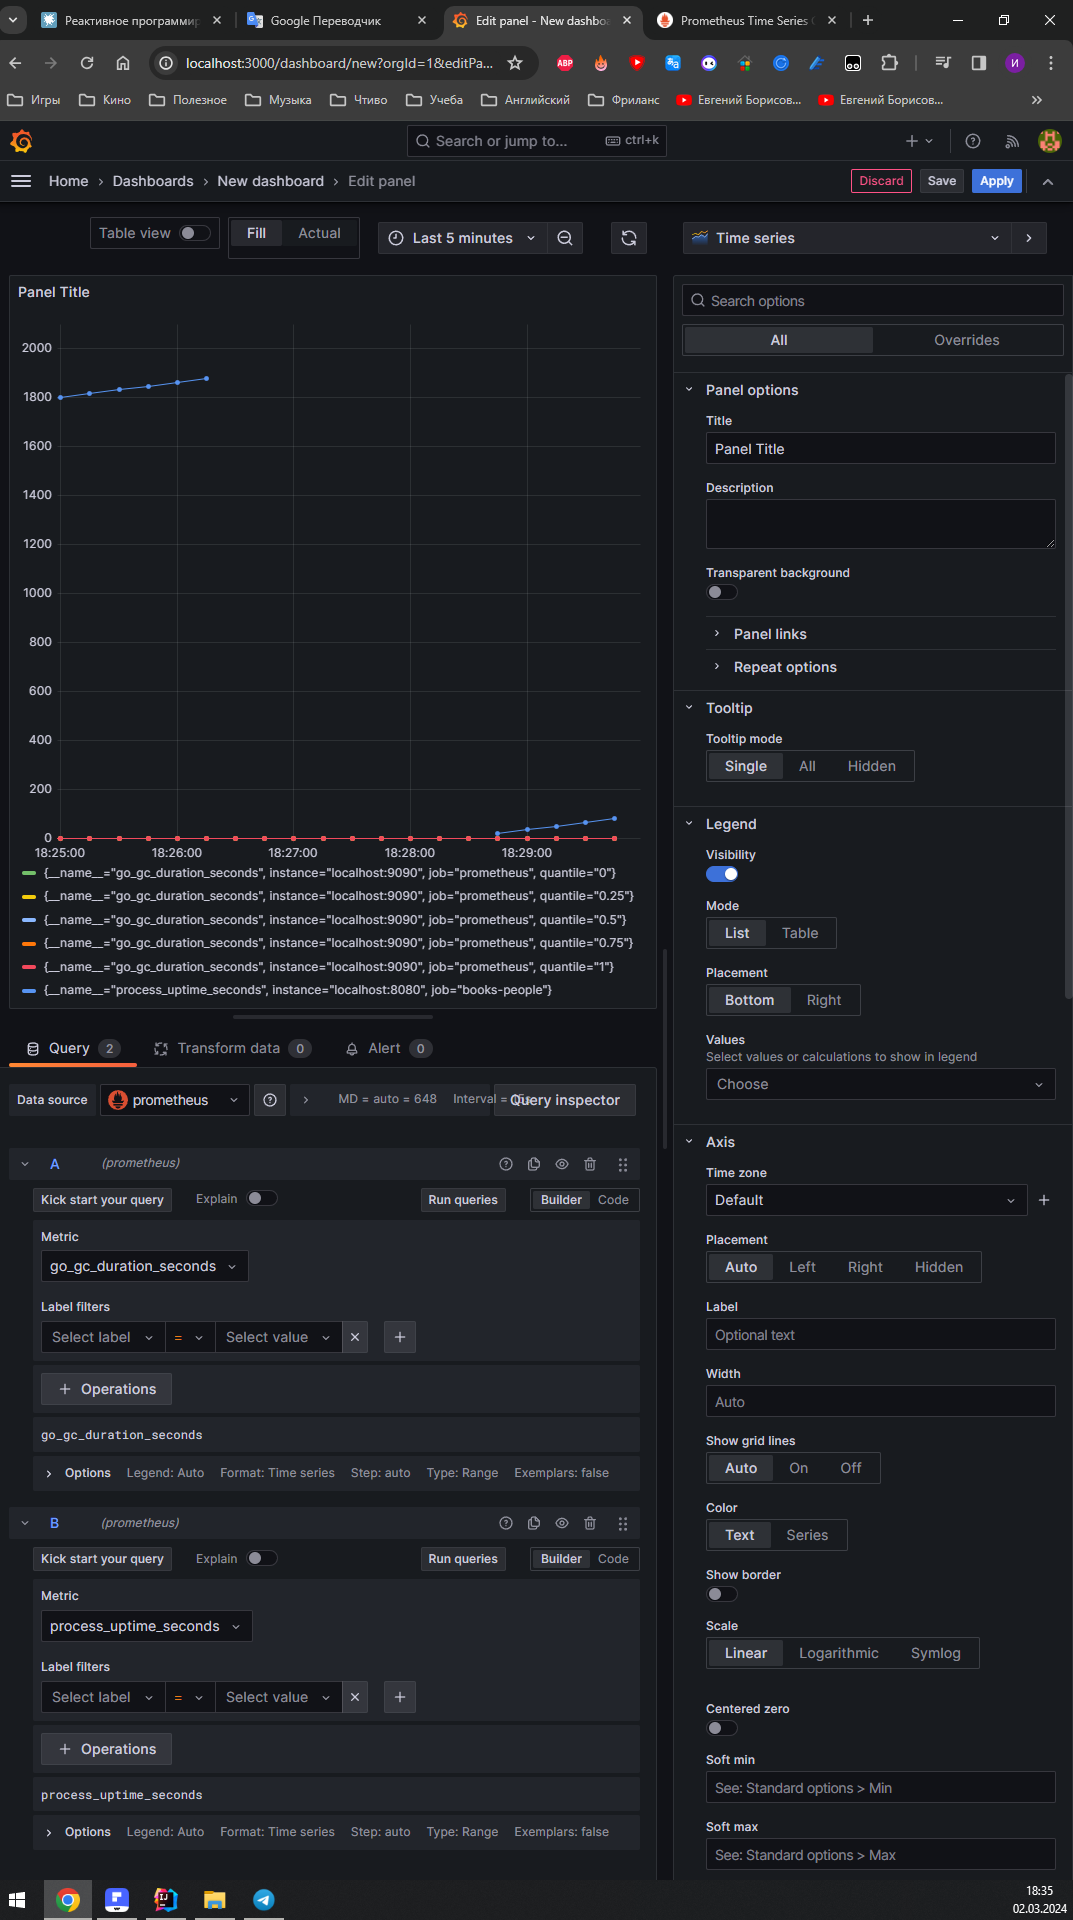 Реактивное программир
Google Переводчик
Edit panel - New dashbo
Prometheus Time Series
localhost:3000/dashboard/new?orgId=1&editPa...
ABP
И
Игры
Кино
Полезное
Музыка
Чтиво
Учеба
Английский
Фриланс
Евгений Борисов...
Евгений Борисов...
Search or jump to...
ctrl+k
Home › Dashboards › New dashboard › Edit panel
Discard
Save
Apply
Table view
Fill
Actual
Last 5 minutes
Time series
Panel Title
2000
1800
1600
1400
1200
1000
800
600
400
200
0
18:25:00
18:26:00
18:27:00
18:28:00
18:29:00
{__name__="go_gc_duration_seconds", instance="localhost:9090", job="prometheus", quantile="0"}
{__name__="go_gc_duration_seconds", instance="localhost:9090", job="prometheus", quantile="0.25"}
{__name__="go_gc_duration_seconds", instance="localhost:9090", job="prometheus", quantile="0.5"}
{__name__="go_gc_duration_seconds", instance="localhost:9090", job="prometheus", quantile="0.75"}
{__name__="go_gc_duration_seconds", instance="localhost:9090", job="prometheus", quantile="1"}
{__name__="process_uptime_seconds", instance="localhost:8080", job="books-people"}
Query 2
Transform data 0
Alert 0
Data source
prometheus
MD = auto = 648
Interval =
Query inspector
A
(prometheus)
Kick start your query
Explain
Run queries
Builder
Code
Metric
go_gc_duration_seconds
Label filters
Select label
=
Select value
+ Operations
go_gc_duration_seconds
Options
Legend: Auto
Format: Time series
Step: auto
Type: Range
Exemplars: false
B
(prometheus)
Kick start your query
Explain
Run queries
Builder
Code
Metric
process_uptime_seconds
Label filters
Select label
=
Select value
+ Operations
process_uptime_seconds
Options
Legend: Auto
Format: Time series
Step: auto
Type: Range
Exemplars: false
Search options
All
Overrides
Panel options
Title
Panel Title
Description
Transparent background
Panel links
Repeat options
Tooltip
Tooltip mode
Single
All
Hidden
Legend
Visibility
Mode
List
Table
Placement
Bottom
Right
Values
Select values or calculations to show in legend
Choose
Axis
Time zone
Default
Placement
Auto
Left
Right
Hidden
Label
Optional text
Width
Auto
Show grid lines
Auto
On
Off
Color
Text
Series
Show border
Scale
Linear
Logarithmic
Symlog
Centered zero
Soft min
See: Standard options > Min
Soft max
See: Standard options > Max
18:35
02.03.2024